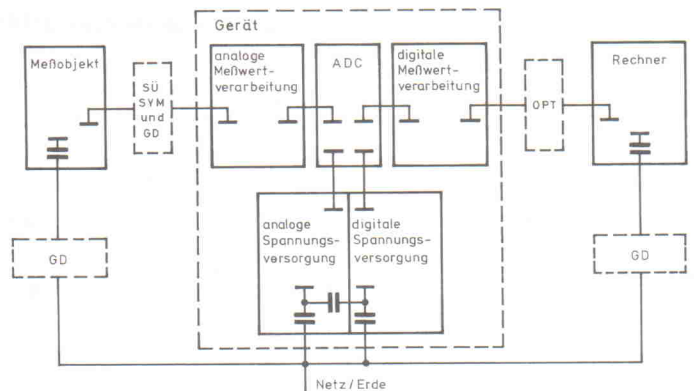 Gerät
Meßobjekt
SÜ
SYM
und
GD
analoge
Meßwert-
verarbeitung
ADC
digitale
Meßwert-
verarbeitung
OPT
Rechner
analoge
Spannungs-
versorgung
digitale
Spannungs-
versorgung
GD
GD
Netz / Erde